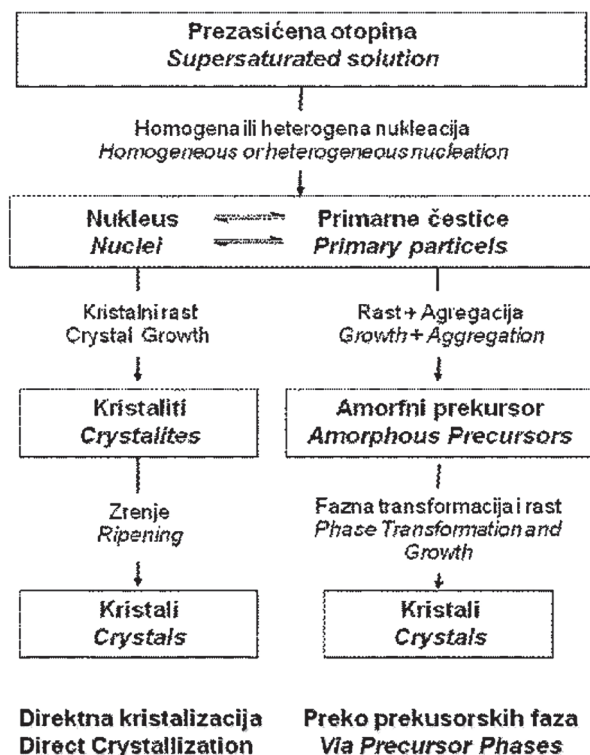 Prezasićena otopina
Supersaturated solution
Homogena ili heterogena nukleacija
Homogeneous or heterogeneous nucleation
Nukleus
Nuclei
Primarne čestice
Primary particels
Kristalni rast
Crystal Growth
Rast + Agregacija
Growth + Aggregation
Kristaliti
Crystalites
Amorfni prekursor
Amorphous Precursors
Zrenje
Ripening
Fazna transformacija i rast
Phase Transformation and
Growth
Kristali
Crystals
Kristali
Crystals
Direktna kristalizacija
Direct Crystallization
Preko prekusorskih faza
Via Precursor Phases